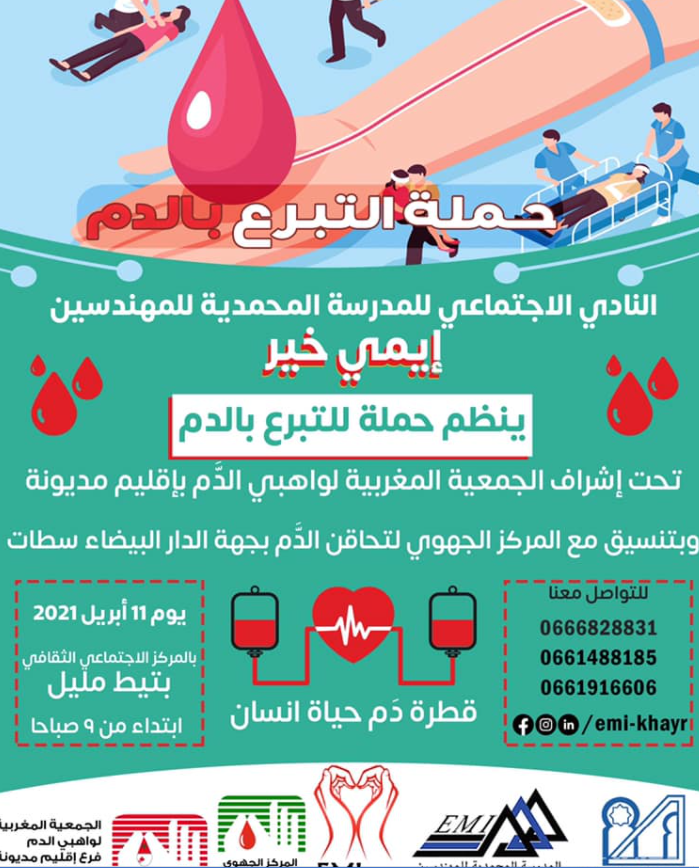 حملة التبرع بالدم
النادي الاجتماعي للمدرسة المحمدية للمهندسين
إيمي خير
ينظم حملة للتبرع بالدم
تحت إشراف الجمعية المغربية لواهبي الدَّم بإقليم مديونة
وبتنسيق مع المركز الجهوي لتحاقن الدَّم بجهة الدار البيضاء سطات
للتواصل معنا
0666828831
0661488185
0661916606
/emi-khayr
قطرة دَم حياة انسان
يوم 11 أبريل 2021
بالمركز الاجتماعي الثقافي
بتيط مليل
ابتداء من ٩ صباحا
EMI
EMI
المركز الجهوي
الجمعية المغربية
لواهبي الدم
فرع إقليم مديونة